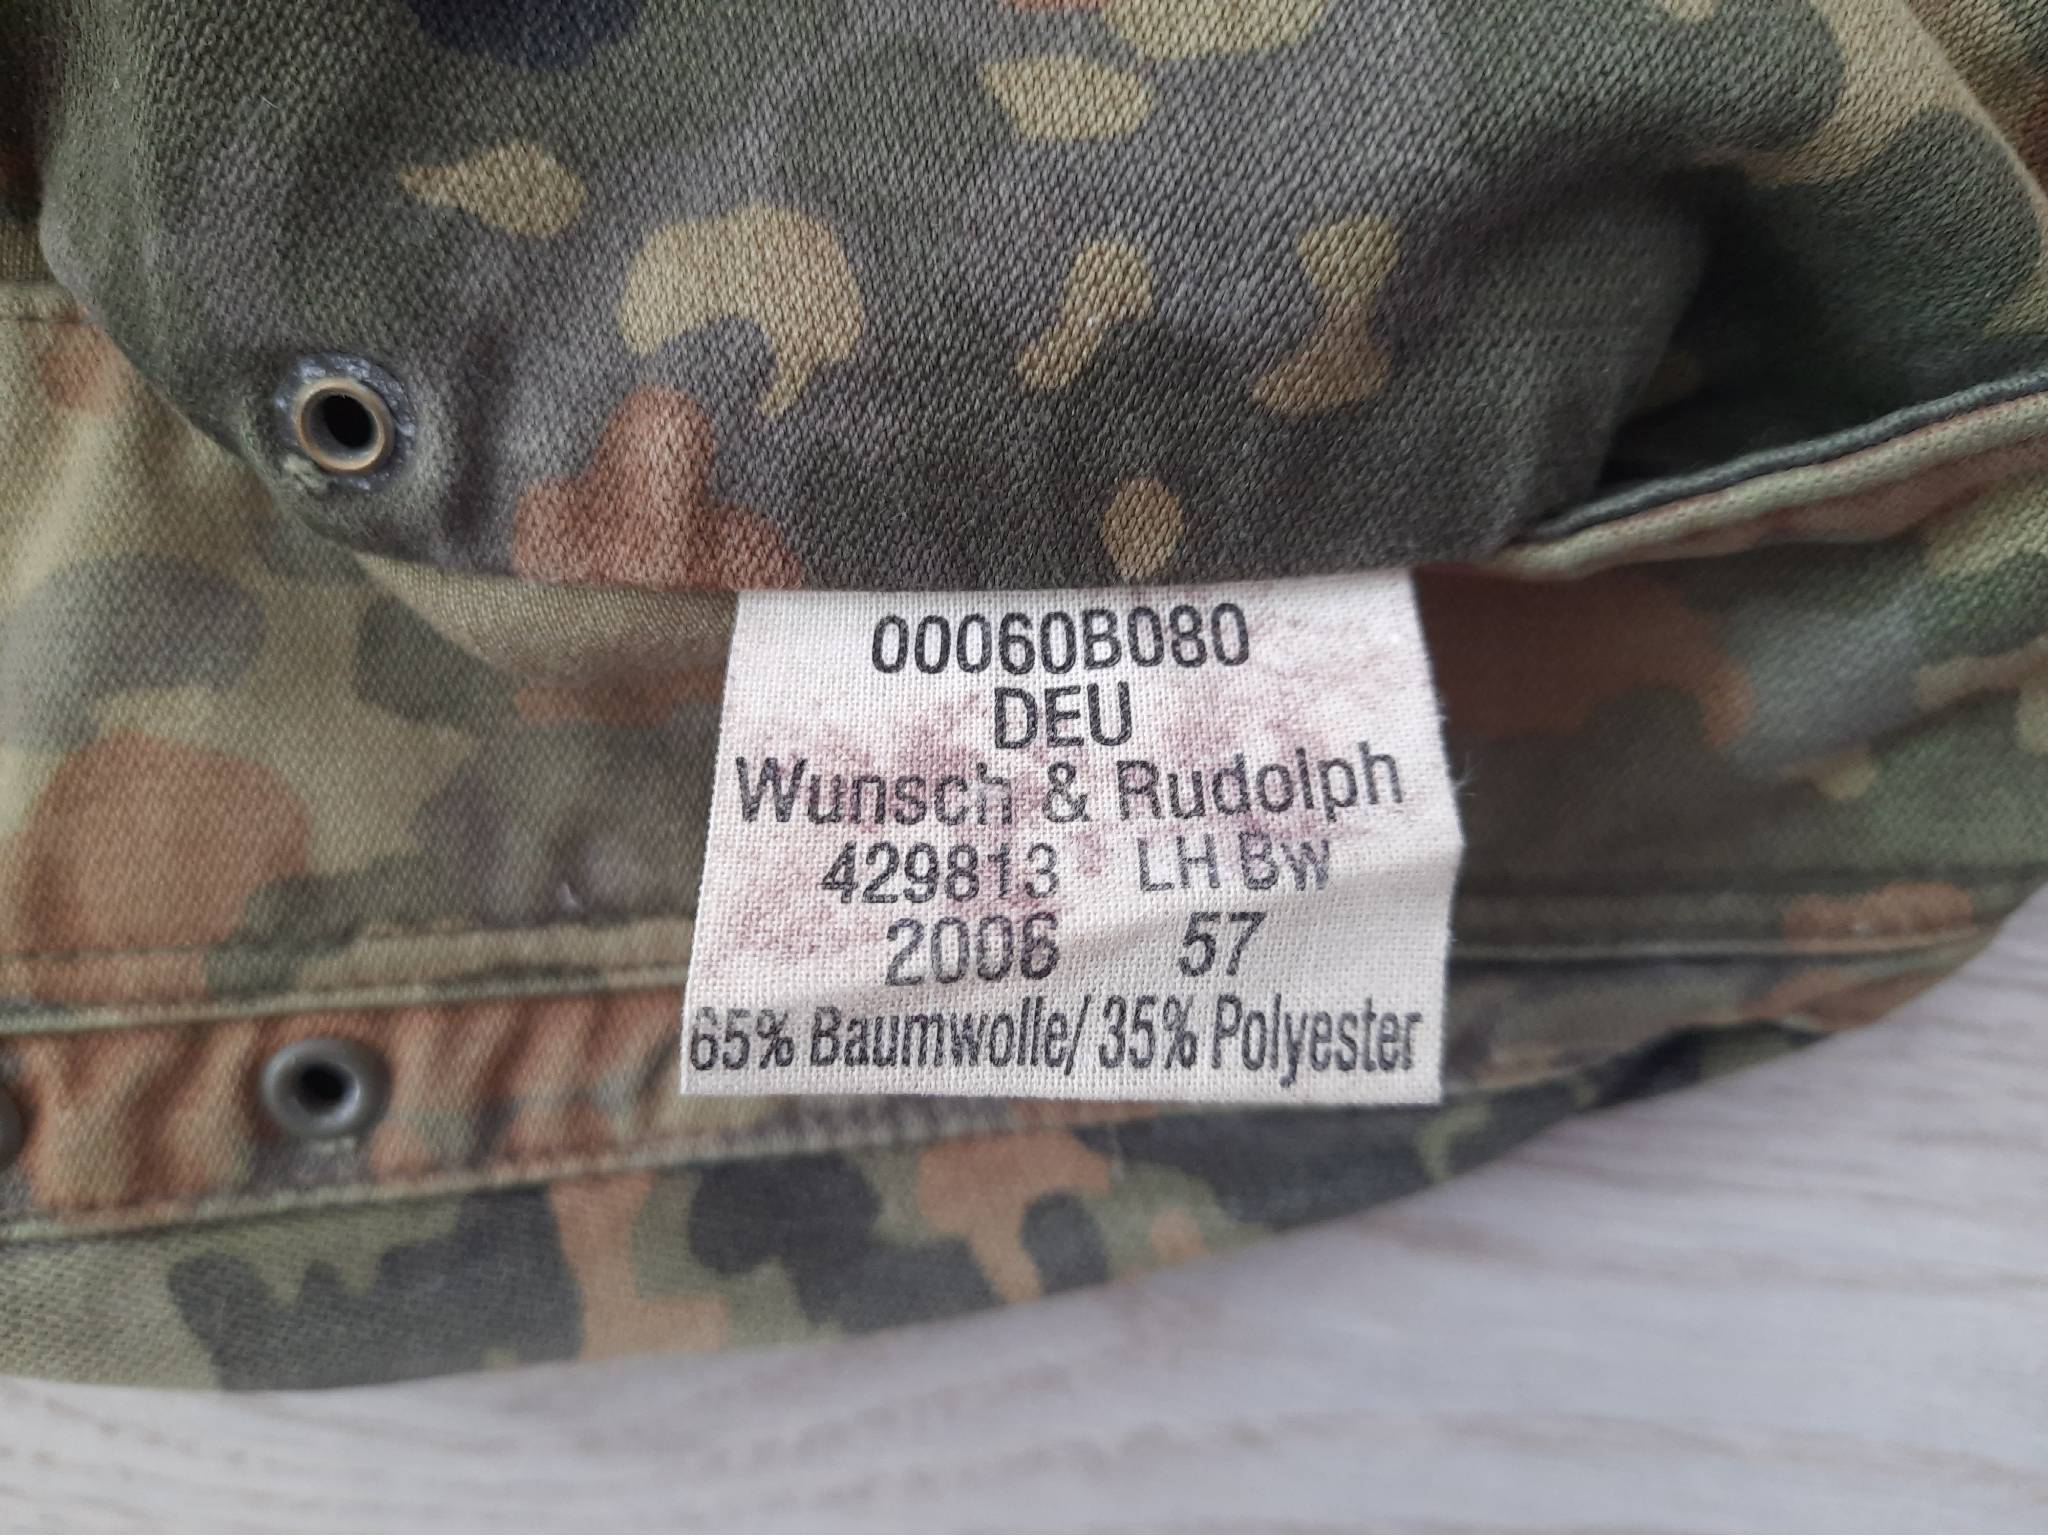 00060B080
DEU
Wunsch & Rudolph
429813 LH Bw
2006 57
65% Baumwolle/ 35% Polyester